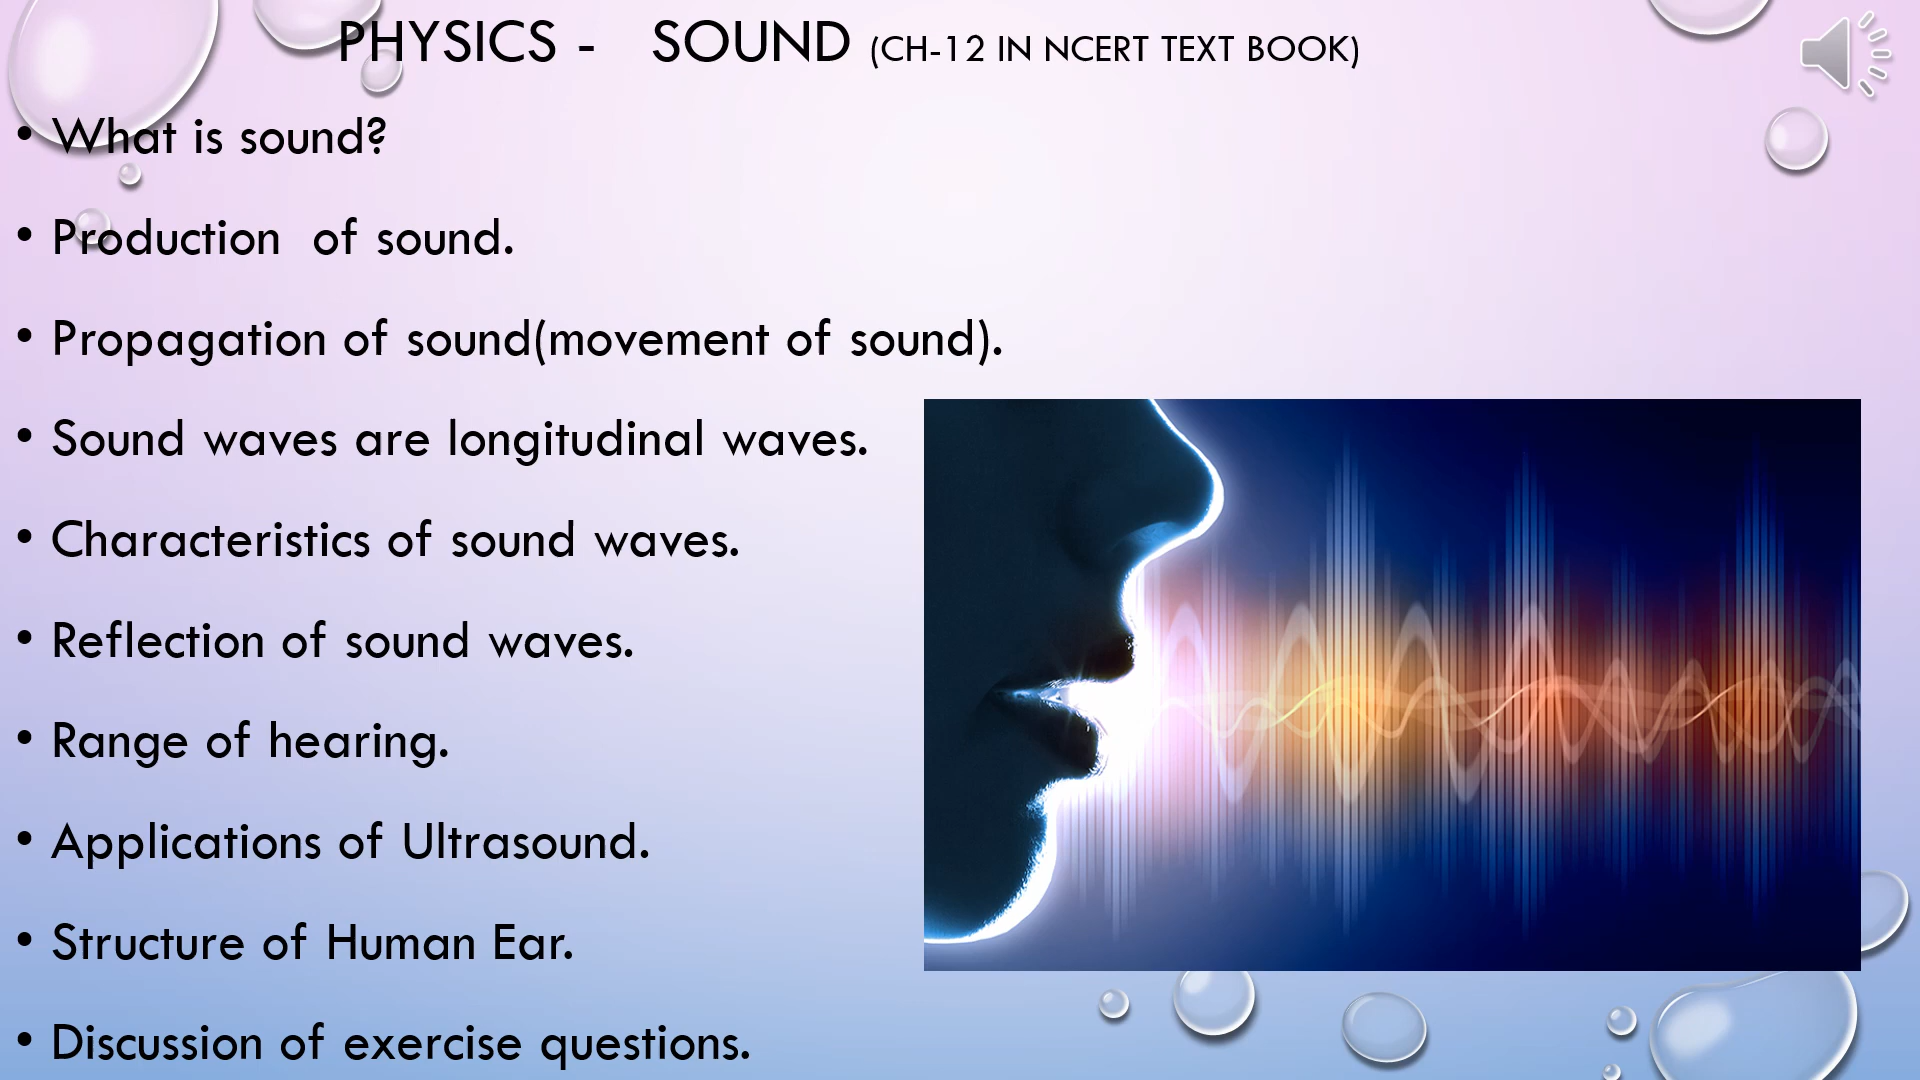 PHYSICS - SOUND (CH-12 IN NCERT TEXT BOOK)
• What is sound?
• Production of sound.
• Propagation of sound(movement of sound).
• Sound waves are longitudinal waves.
• Characteristics of sound waves.
• Reflection of sound waves.
• Range of hearing.
• Applications of Ultrasound.
• Structure of Human Ear.
• Discussion of exercise questions.